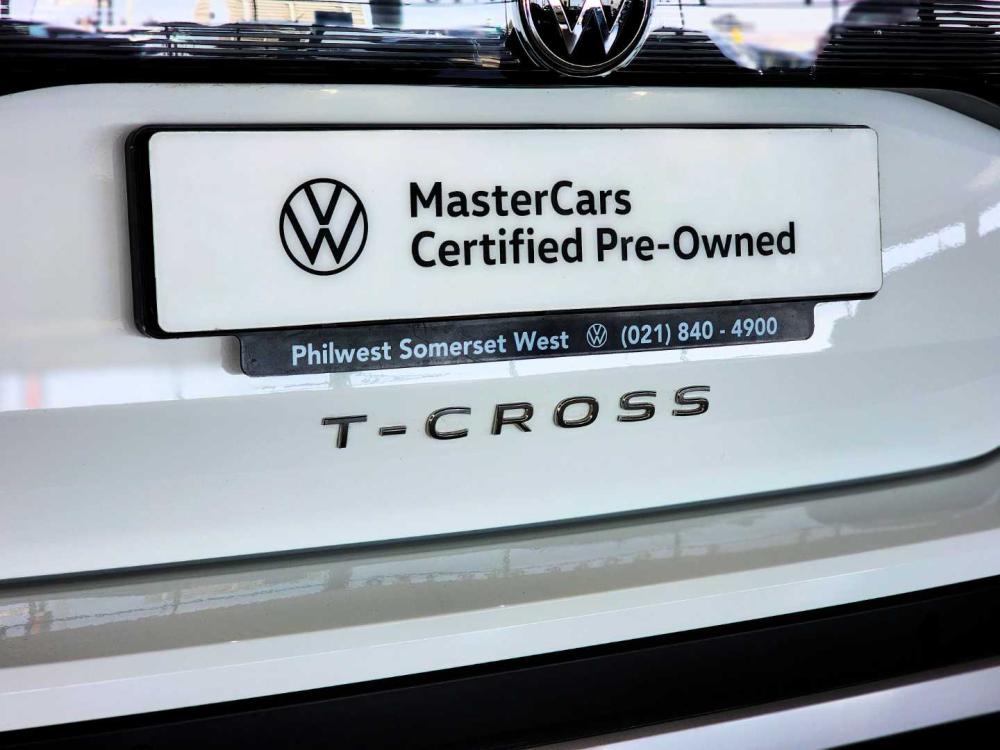 MasterCars
Certified Pre-Owned
Philwest Somerset West (021) 840 - 4900
T-CROSS